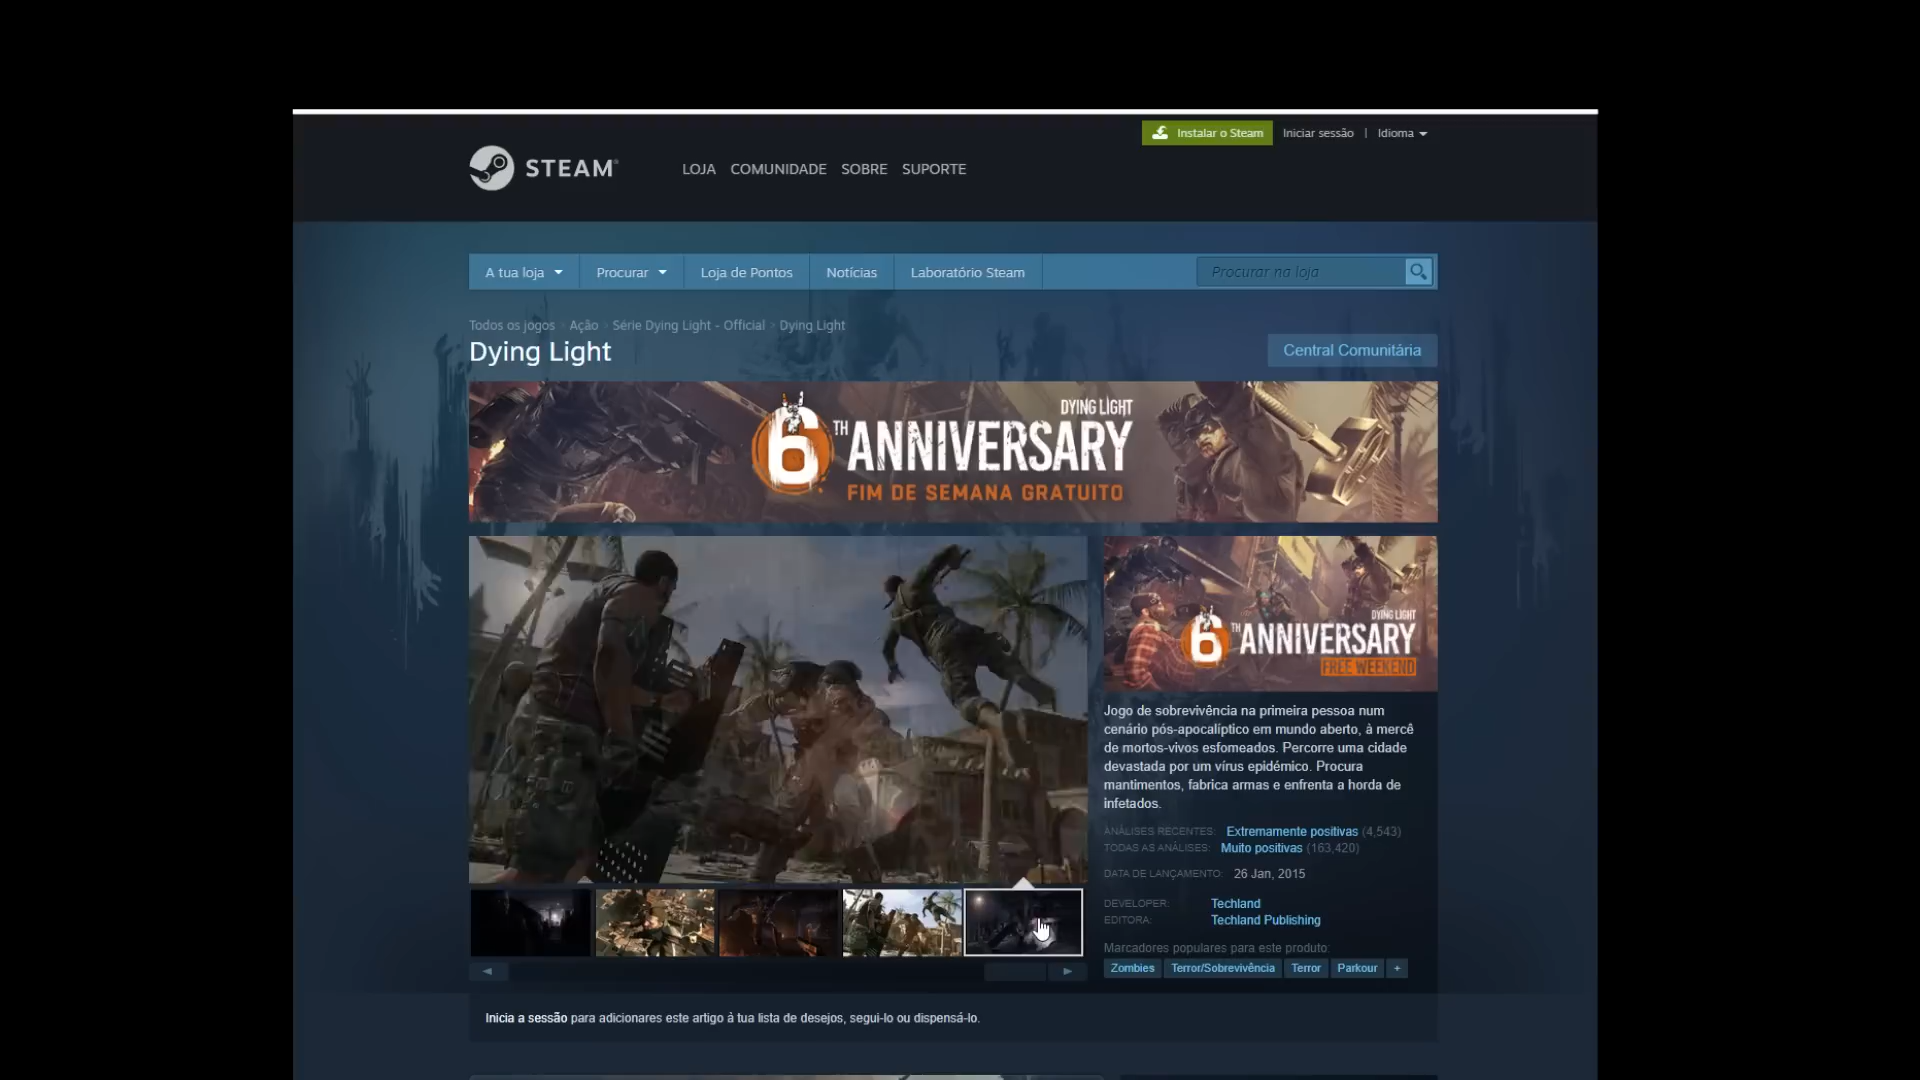 Instalar o Steam Iniciar sessão | Idioma
STEAM® LOJA COMUNIDADE SOBRE SUPORTE
A tua loja Procurar Loja de Pontos Notícias Laboratório Steam Procurar na loja
Todos os jogos > Ação > Série Dying Light - Official > Dying Light
Dying Light
Central Comunitária
DYING LIGHT
6TH ANNIVERSARY
FIM DE SEMANA GRATUITO
DYING LIGHT
6TH ANNIVERSARY
FREE WEEKEND
Jogo de sobrevivência na primeira pessoa num
cenário pós-apocalíptico em mundo aberto, à mercê
de mortos-vivos esfomeados. Percorre uma cidade
devastada por um vírus epidémico. Procura
mantimentos, fabrica armas e enfrenta a horda de
infetados.
ANÁLISES RECENTES: Extremamente positivas (4,543)
TODAS AS ANÁLISES: Muito positivas (163,420)
DATA DE LANÇAMENTO: 26 Jan, 2015
DEVELOPER: Techland
EDITORA: Techland Publishing
Marcadores populares para este produto:
Zombies Terror/Sobrevivência Terror Parkour +
Inicia a sessão para adicionares este artigo à tua lista de desejos, segui-lo ou dispensá-lo.